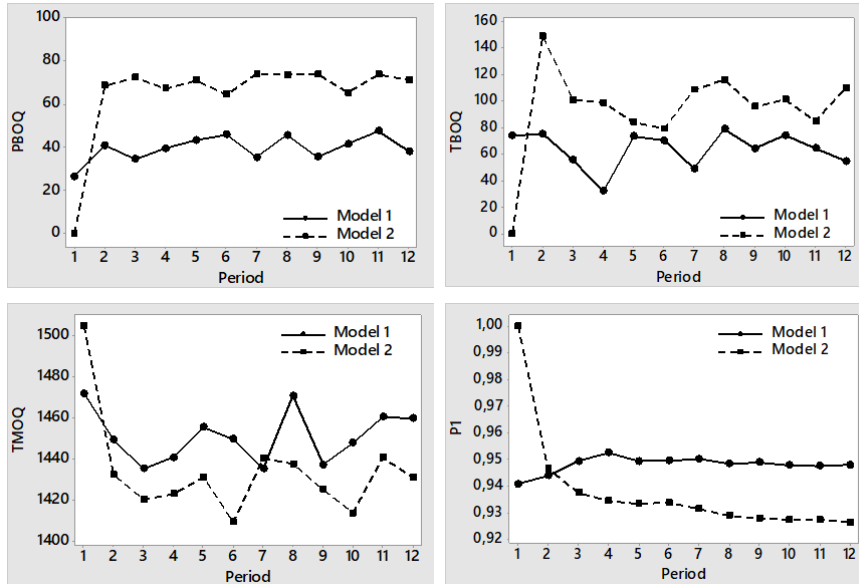 100
80
60
40
20
0
PBOQ
Model 1
Model 2
1 2 3 4 5 6 7 8 9 10 11 12
Period
160
140
120
100
80
60
40
20
0
TBOQ
Model 1
Model 2
1 2 3 4 5 6 7 8 9 10 11 12
Period
1500
1480
1460
1440
1420
1400
TMOQ
Model 1
Model 2
1 2 3 4 5 6 7 8 9 10 11 12
Period
1,00
0,99
0,98
0,97
0,96
0,95
0,94
0,93
0,92
P1
Model 1
Model 2
1 2 3 4 5 6 7 8 9 10 11 12
Period